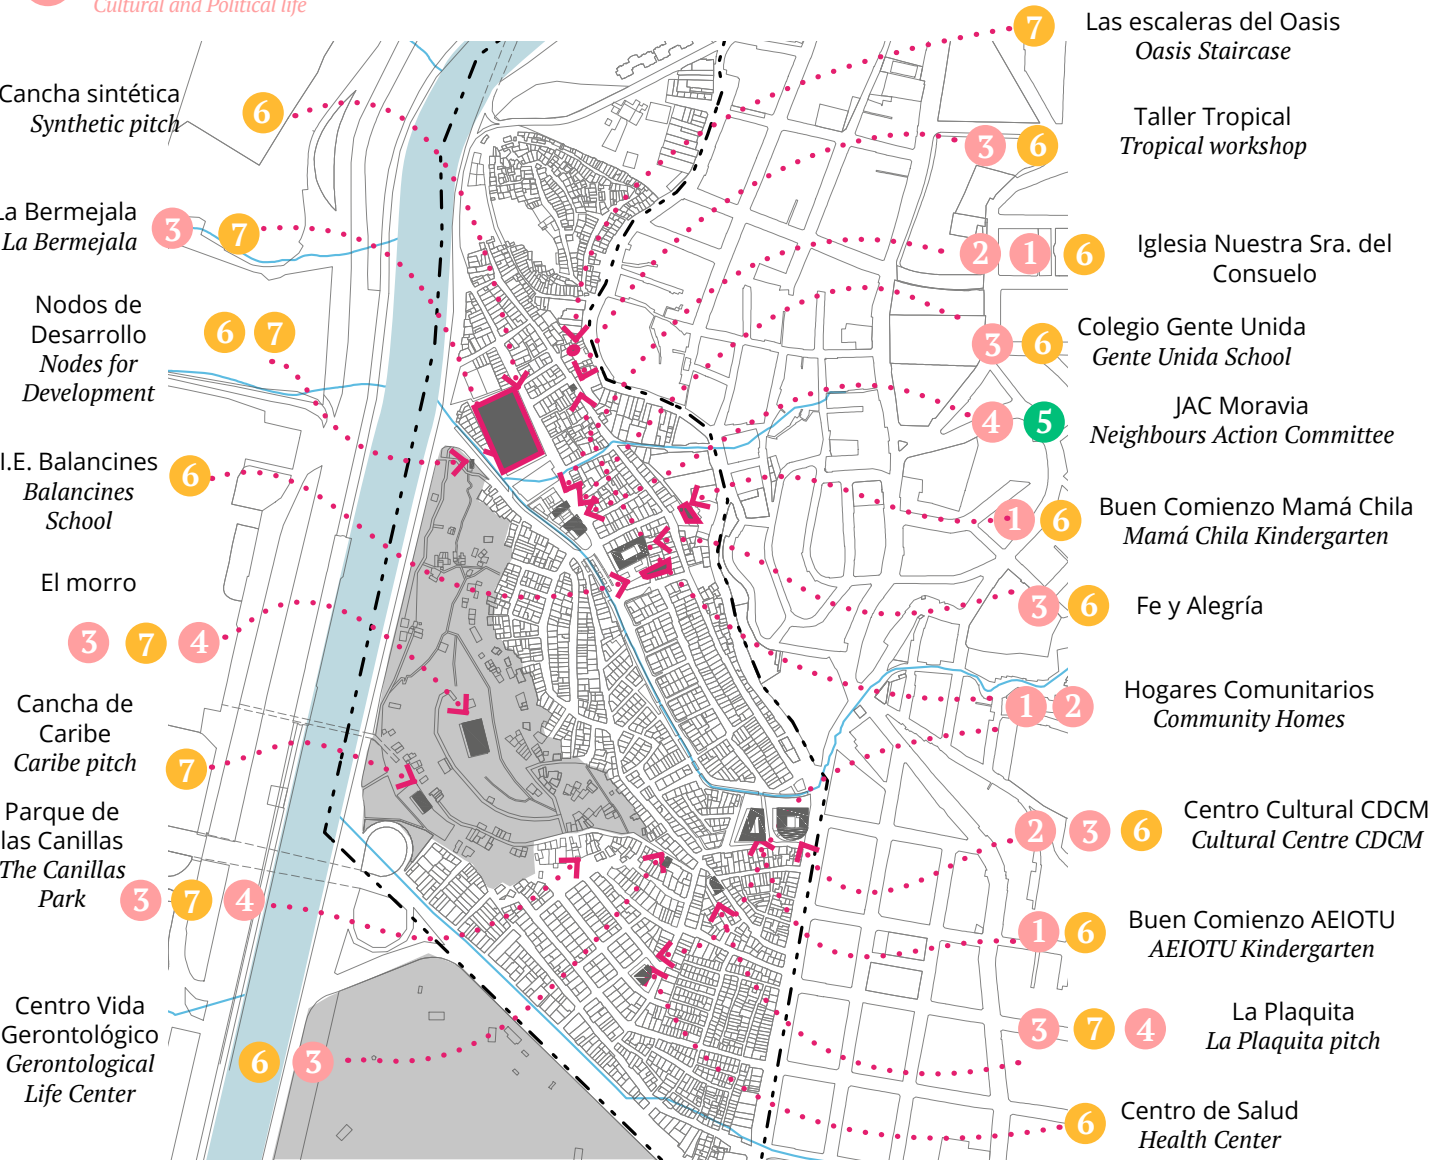 Cultural and Political life
Cancha sintética
Synthetic pitch
6
La Bermejala
La Bermejala
3 7
Nodos de
Desarrollo
Nodes for
Development
6 7
I.E. Balancines
Balancines
School
6
El morro
3 7 4
Cancha de
Caribe
Caribe pitch
7
Parque de
las Canillas
The Canillas
Park
3 7 4
Centro Vida
Gerontológico
Gerontological
Life Center
6 3
7
Las escaleras del Oasis
Oasis Staircase
3 6
Taller Tropical
Tropical workshop
2 1 6
Iglesia Nuestra Sra. del
Consuelo
3 6
Colegio Gente Unida
Gente Unida School
4 5
JAC Moravia
Neighbours Action Committee
1 6
Buen Comienzo Mamá Chila
Mamá Chila Kindergarten
3 6
Fe y Alegría
1 2
Hogares Comunitarios
Community Homes
2 3 6
Centro Cultural CDCM
Cultural Centre CDCM
1 6
Buen Comienzo AEIOTU
AEIOTU Kindergarten
3 7 4
La Plaquita
La Plaquita pitch
6
Centro de Salud
Health Center